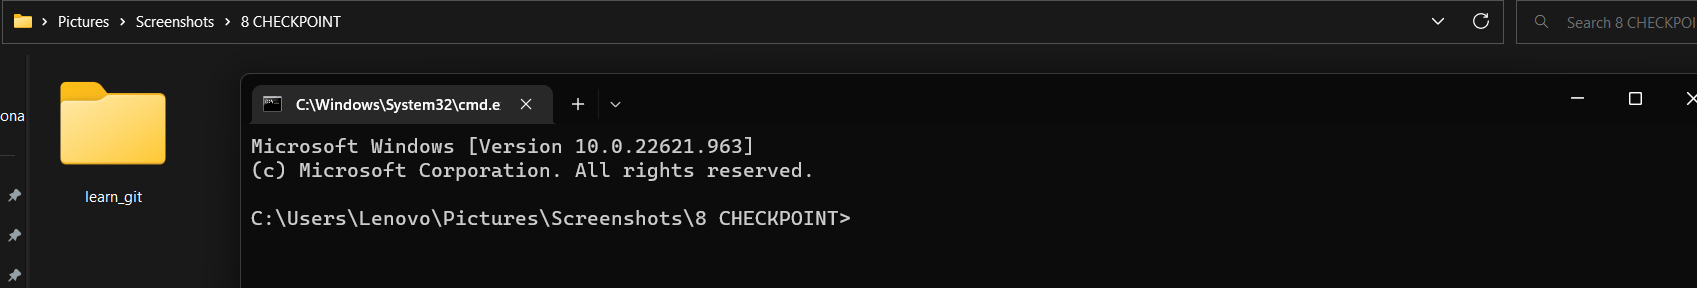 Pictures > Screenshots > 8 CHECKPOINT
Search 8 CHECKPOI
ona
learn_git
C:\Windows\System32\cmd.e
Microsoft Windows [Version 10.0.22621.963]
(c) Microsoft Corporation. All rights reserved.
C:\Users\Lenovo\Pictures\Screenshots\8 CHECKPOINT>